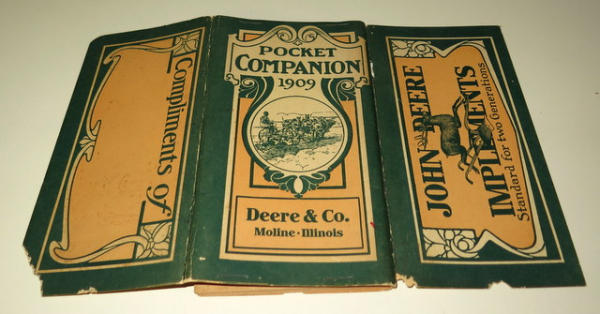 Compliments of
POCKET
COMPANION
1909
Deere & Co.
Moline · Illinois
JOHN DEERE
IMPLEMENTS
Standard for two Generations